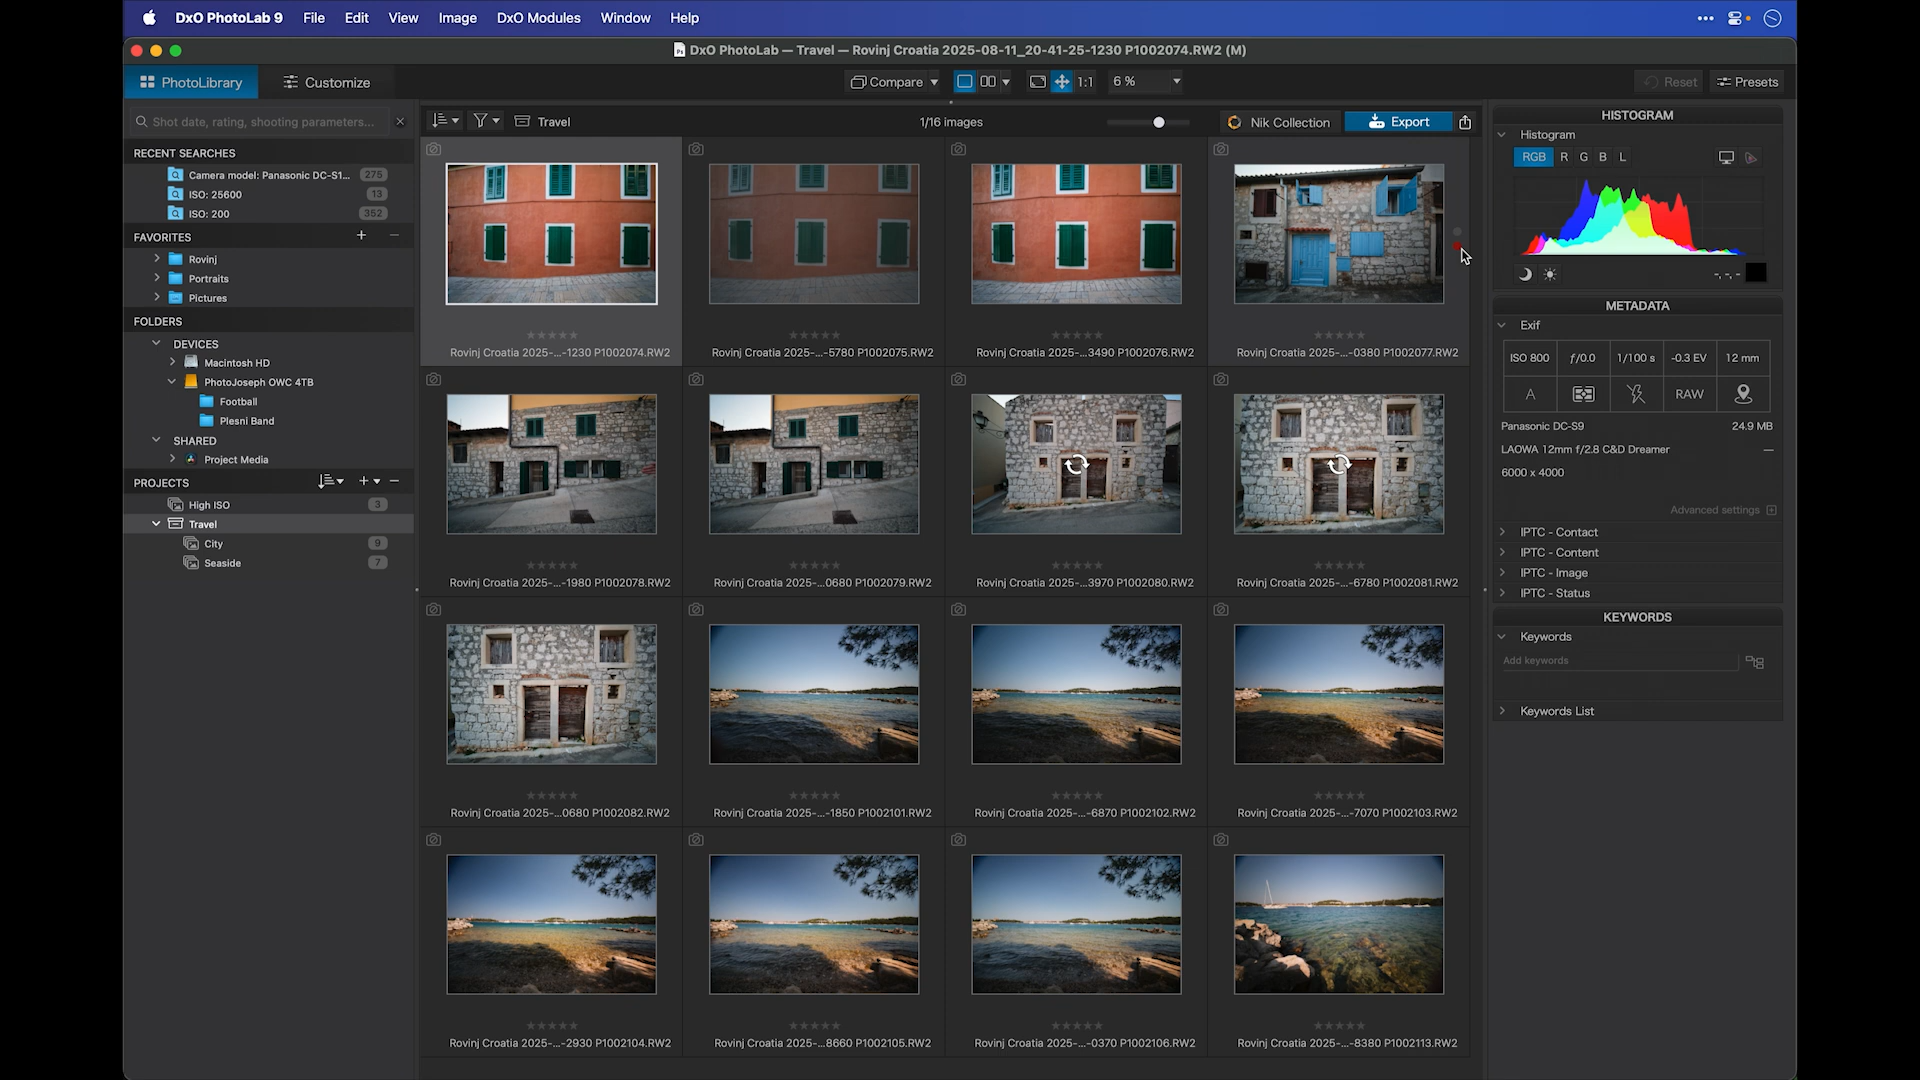 DxO PhotoLab 9 File Edit View Image DxO Modules Window Help
DxO PhotoLab — Travel — Rovinj Croatia 2025-08-11_20-41-25-1230 P1002074.RW2 (M)
PhotoLibrary Customize Compare 1:1 6 % Reset Presets
Shot date, rating, shooting parameters...
Travel 1/16 images Nik Collection Export
RECENT SEARCHES
Camera model: Panasonic DC-S1... 275
ISO: 25600 13
ISO: 200 352
FAVORITES + −
Rovinj
Portraits
Pictures
FOLDERS
DEVICES
Macintosh HD
PhotoJoseph OWC 4TB
Football
Plesni Band
SHARED
Project Media
PROJECTS + −
High ISO 3
Travel
City 9
Seaside 7
Rovinj Croatia 2025-...-1230 P1002074.RW2
Rovinj Croatia 2025-...-5780 P1002075.RW2
Rovinj Croatia 2025-...3490 P1002076.RW2
Rovinj Croatia 2025-...-0380 P1002077.RW2
Rovinj Croatia 2025-...-1980 P1002078.RW2
Rovinj Croatia 2025-...0680 P1002079.RW2
Rovinj Croatia 2025-...3970 P1002080.RW2
Rovinj Croatia 2025-...-6780 P1002081.RW2
Rovinj Croatia 2025-...0680 P1002082.RW2
Rovinj Croatia 2025-...-1850 P1002101.RW2
Rovinj Croatia 2025-...-6870 P1002102.RW2
Rovinj Croatia 2025-...-7070 P1002103.RW2
Rovinj Croatia 2025-...-2930 P1002104.RW2
Rovinj Croatia 2025-...8660 P1002105.RW2
Rovinj Croatia 2025-...-0370 P1002106.RW2
Rovinj Croatia 2025-...-8380 P1002113.RW2
HISTOGRAM
Histogram
RGB R G B L
-, -, -
METADATA
Exif
ISO 800 ƒ/0.0 1/100 s -0.3 EV 12 mm
A RAW
Panasonic DC-S9 24.9 MB
LAOWA 12mm f/2.8 C&D Dreamer —
6000 x 4000
Advanced settings
IPTC - Contact
IPTC - Content
IPTC - Image
IPTC - Status
KEYWORDS
Keywords
Add keywords
Keywords List